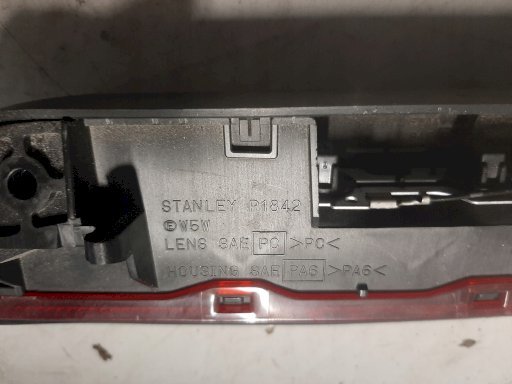 STANLEY P1842
©W5W
LENS SAE PC >PC<
HOUSING SAE PA6 >PA6<